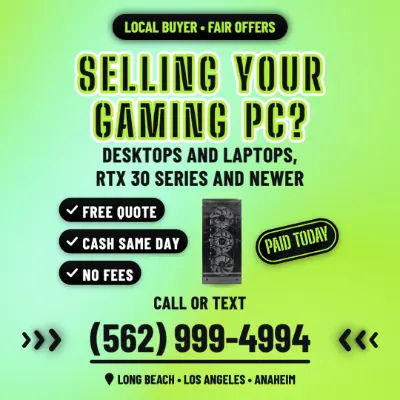 LOCAL BUYER • FAIR OFFERS
SELLING YOUR
GAMING PC?
DESKTOPS AND LAPTOPS,
RTX 30 SERIES AND NEWER
FREE QUOTE
CASH SAME DAY
NO FEES
PAID TODAY
CALL OR TEXT
(562) 999-4994
LONG BEACH • LOS ANGELES • ANAHEIM